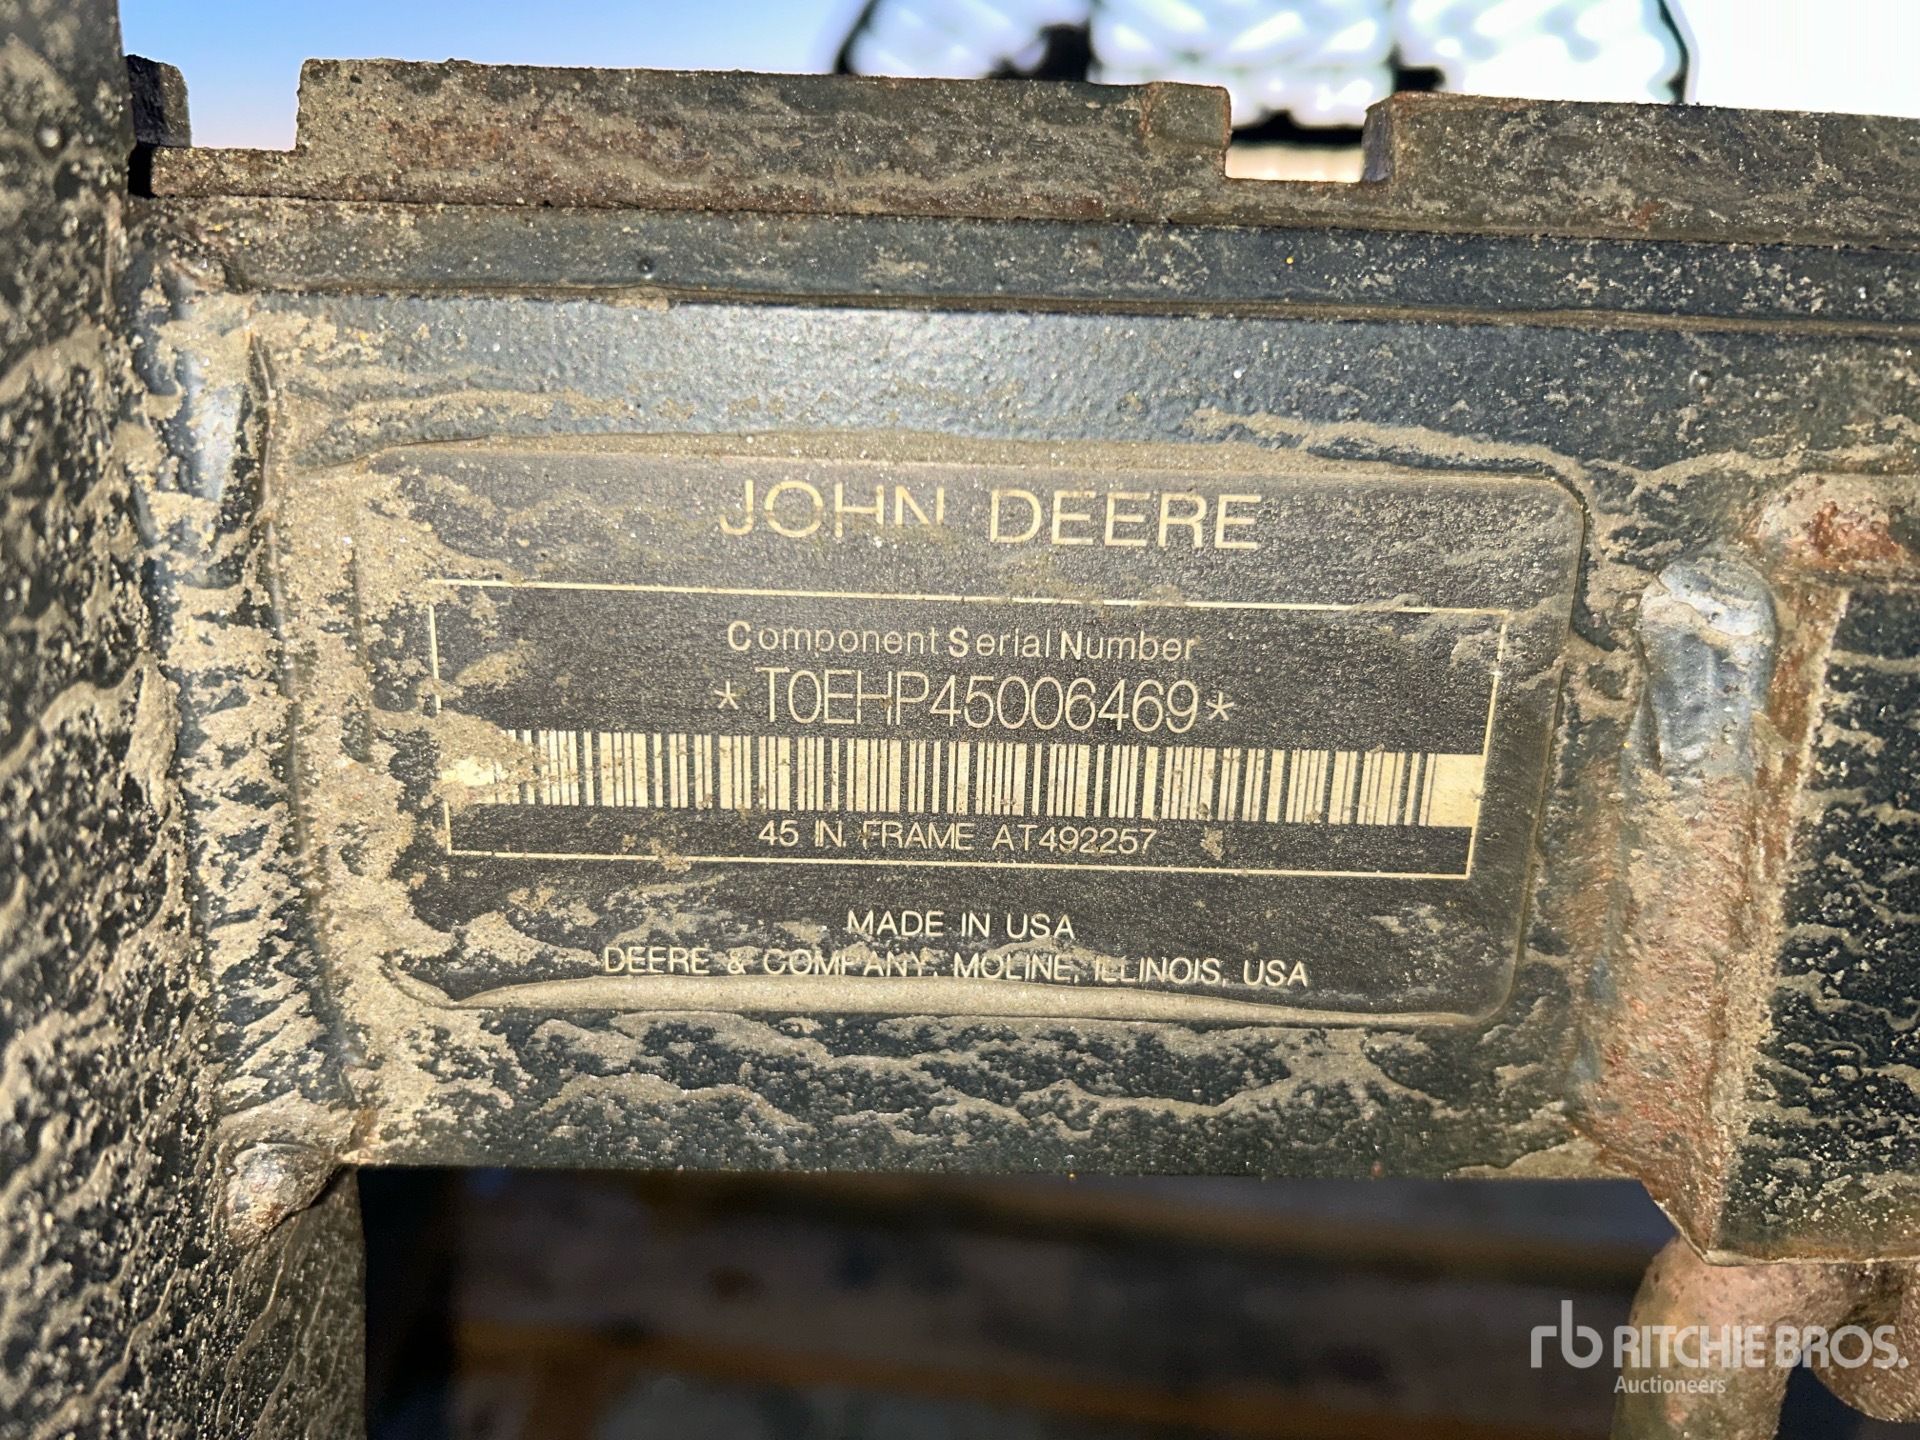 JOHN DEERE
Component Serial Number
*T0EHP45006469*
45 IN. FRAME AT492257
MADE IN USA
DEERE & COMPANY, MOLINE, ILLINOIS, USA
rb RITCHIE BROS.
Auctioneers